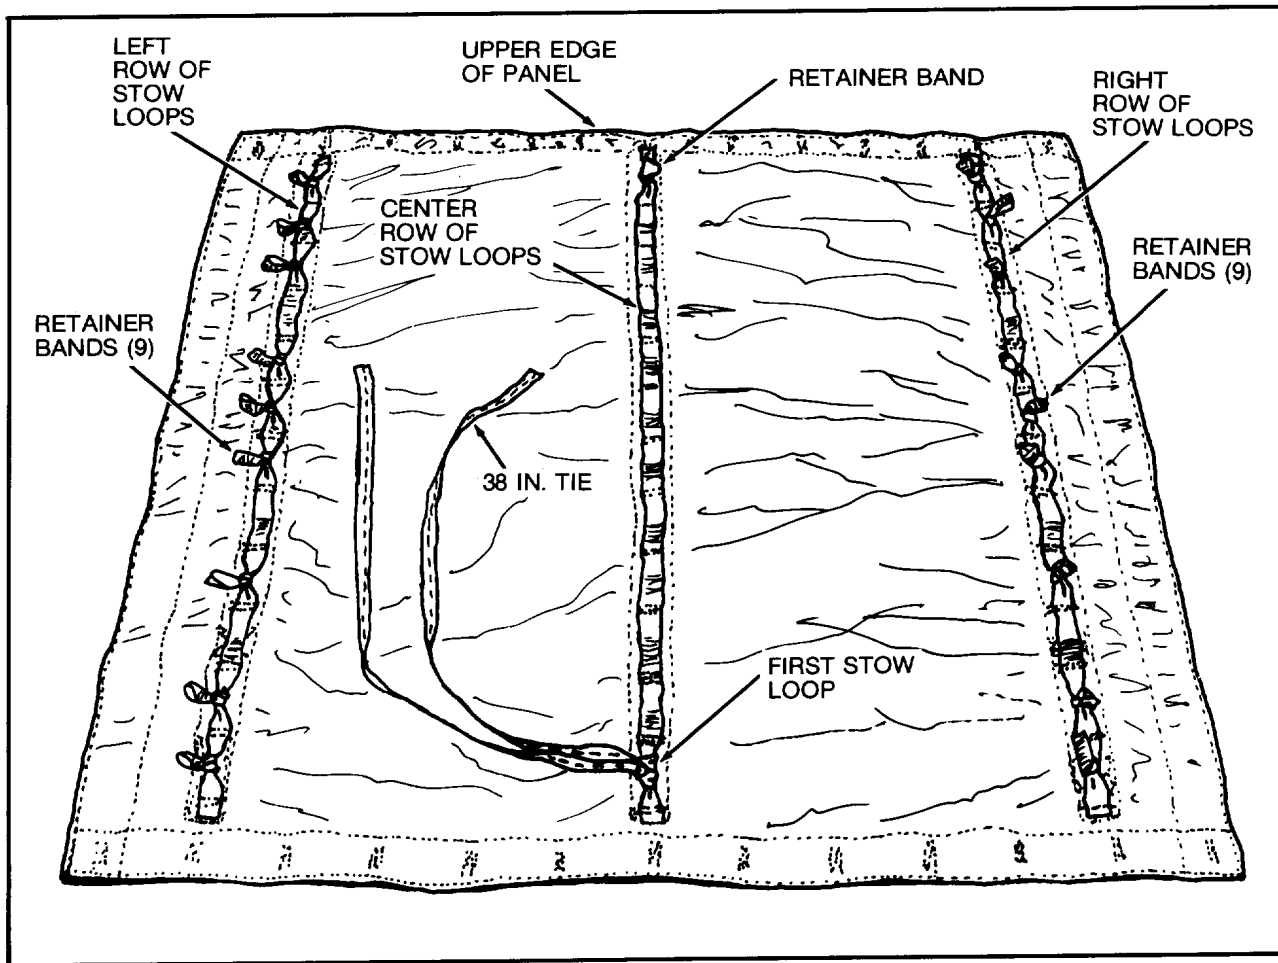 LEFT
ROW OF
STOW
LOOPS
UPPER EDGE
OF PANEL
RETAINER BAND
RIGHT
ROW OF
STOW LOOPS
CENTER
ROW OF
STOW LOOPS
RETAINER
BANDS (9)
RETAINER
BANDS (9)
38 IN. TIE
FIRST STOW
LOOP